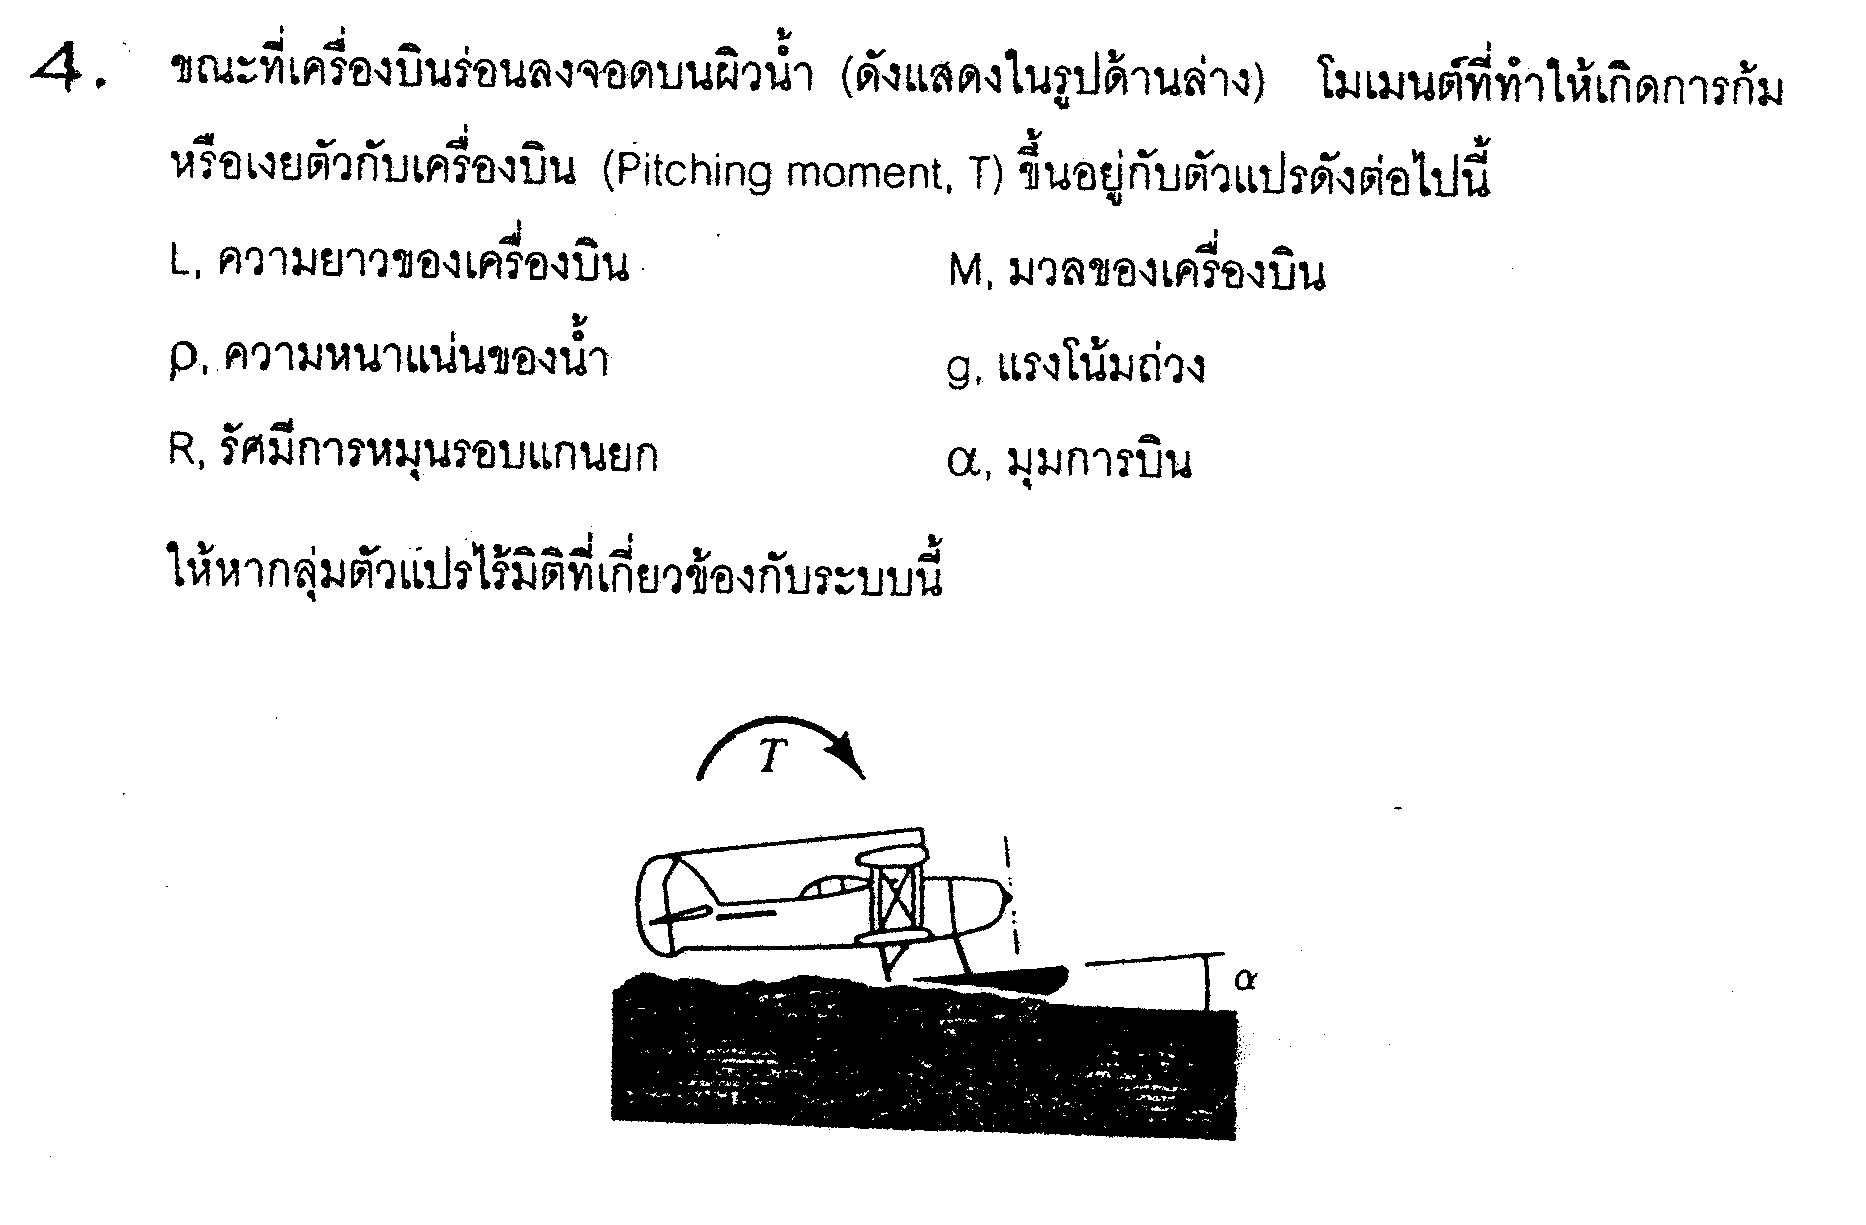 4. ขณะที่เครื่องบินร่อนลงจอดบนผิวน้ำ (ดังแสดงในรูปด้านล่าง) โมเมนต์ที่ทำให้เกิดการก้ม
หรือเงยตัวกับเครื่องบิน (Pitching moment, T) ขึ้นอยู่กับตัวแปรดังต่อไปนี้
L, ความยาวของเครื่องบิน M, มวลของเครื่องบิน
ρ, ความหนาแน่นของน้ำ g, แรงโน้มถ่วง
R, รัศมีการหมุนรอบแกนยก α, มุมการบิน
ให้หากลุ่มตัวแปรไร้มิติที่เกี่ยวข้องกับระบบนี้
T
α